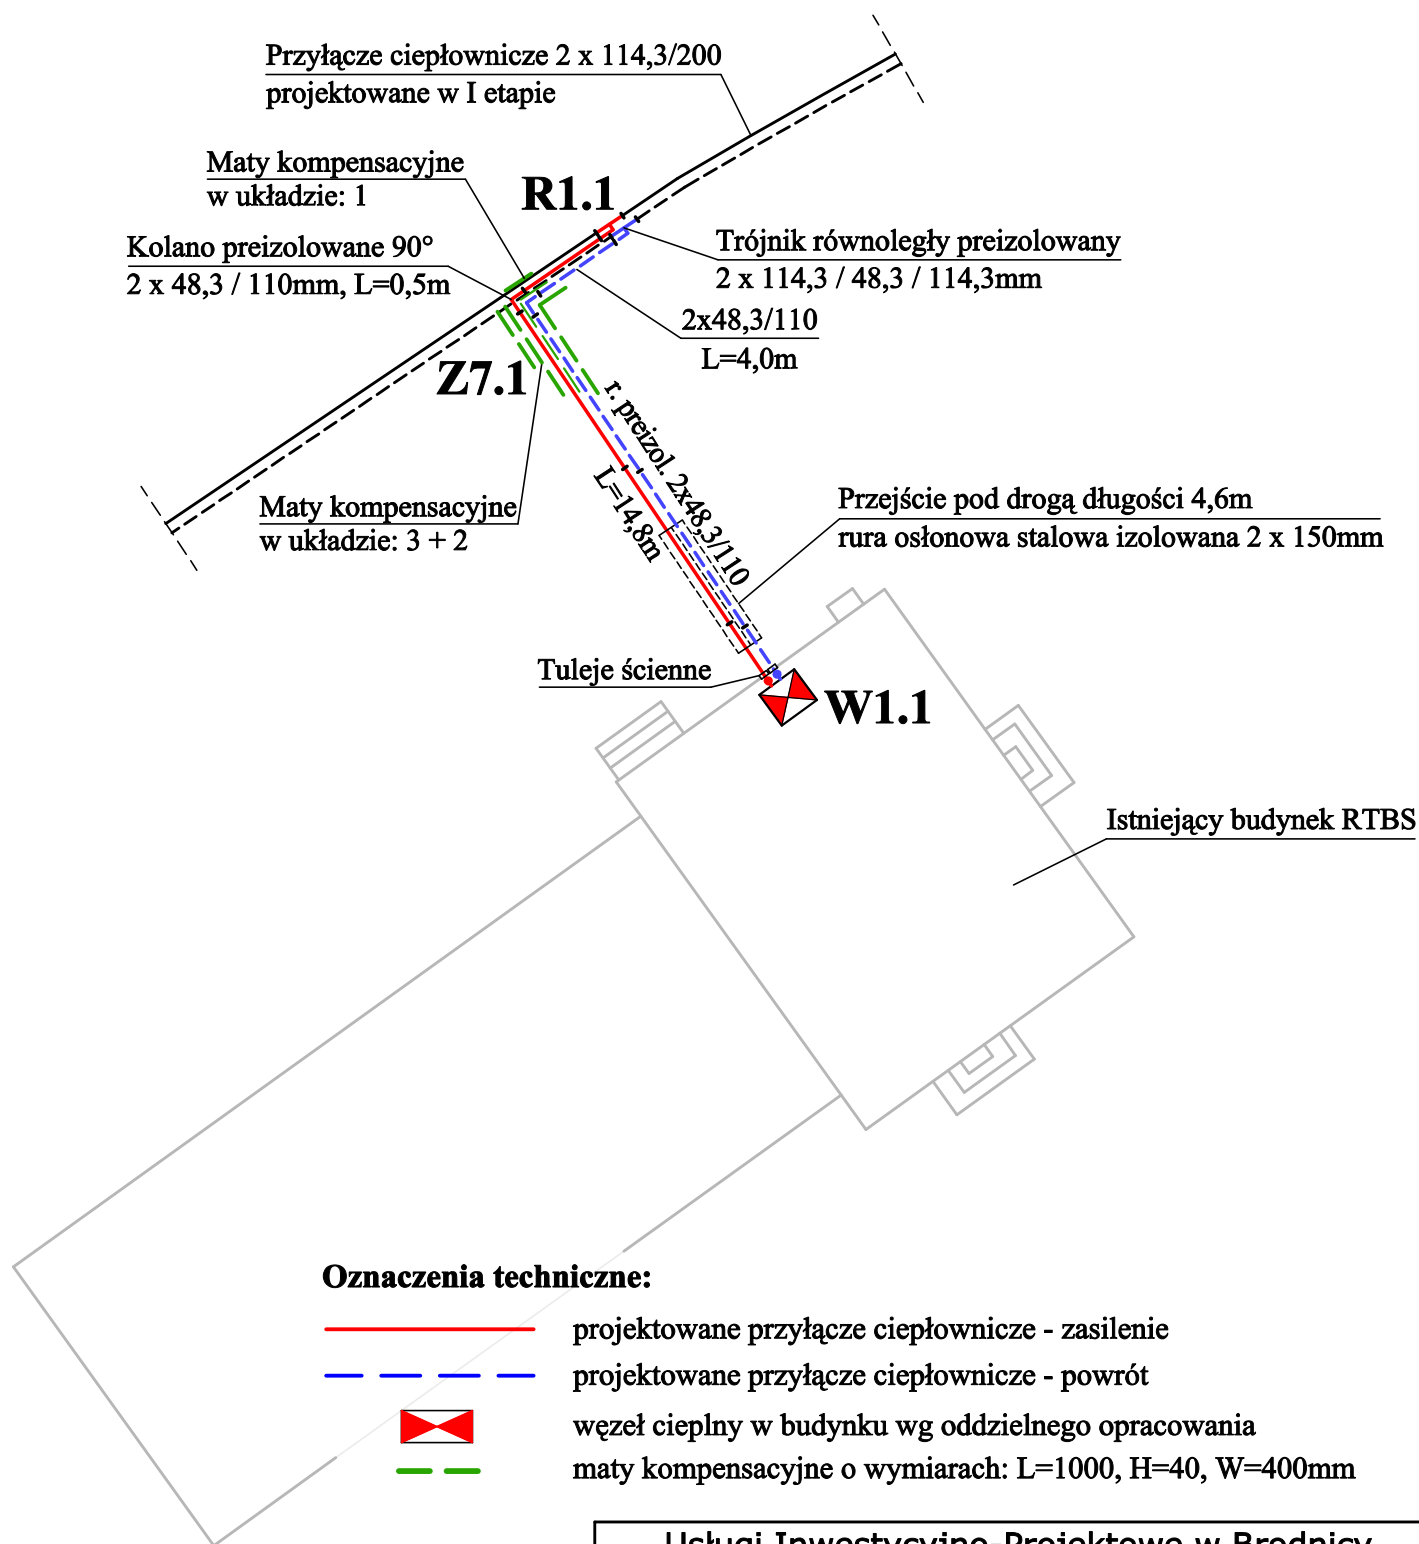 Przyłącze ciepłownicze 2 x 114,3/200
projektowane w I etapie
Maty kompensacyjne
w układzie: 1
R1.1
Kolano preizolowane 90°
2 x 48,3 / 110mm, L=0,5m
Trójnik równoległy preizolowany
2 x 114,3 / 48,3 / 114,3mm
2x48,3/110
L=4,0m
Z7.1
r. preizol. 2x48,3/110
L=14,8m
Maty kompensacyjne
w układzie: 3 + 2
Przejście pod drogą długości 4,6m
rura osłonowa stalowa izolowana 2 x 150mm
Tuleje ścienne
W1.1
Istniejący budynek RTBS
Oznaczenia techniczne:
projektowane przyłącze ciepłownicze - zasilenie
projektowane przyłącze ciepłownicze - powrót
węzeł cieplny w budynku wg oddzielnego opracowania
maty kompensacyjne o wymiarach: L=1000, H=40, W=400mm
Usługi Inwestycyjno-Projektowe w Brodnicy